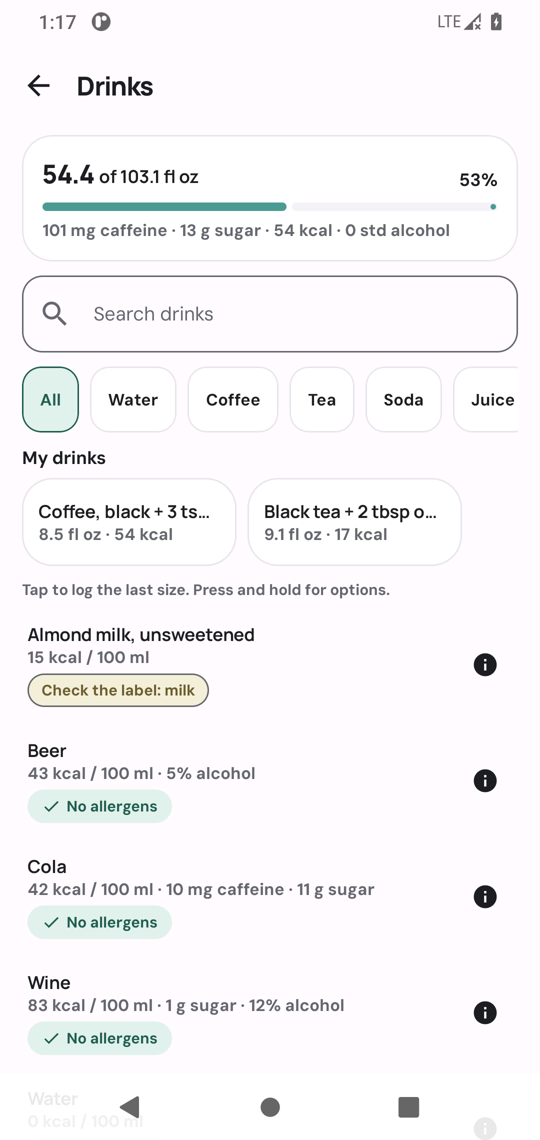 1:17
LTE
Drinks
54.4 of 103.1 fl oz
53%
101 mg caffeine · 13 g sugar · 54 kcal · 0 std alcohol
Search drinks
All
Water
Coffee
Tea
Soda
Juice
My drinks
Coffee, black + 3 ts...
8.5 fl oz · 54 kcal
Black tea + 2 tbsp o...
9.1 fl oz · 17 kcal
Tap to log the last size. Press and hold for options.
Almond milk, unsweetened
15 kcal / 100 ml
Check the label: milk
Beer
43 kcal / 100 ml · 5% alcohol
No allergens
Cola
42 kcal / 100 ml · 10 mg caffeine · 11 g sugar
No allergens
Wine
83 kcal / 100 ml · 1 g sugar · 12% alcohol
No allergens
Water
0 kcal / 100 ml